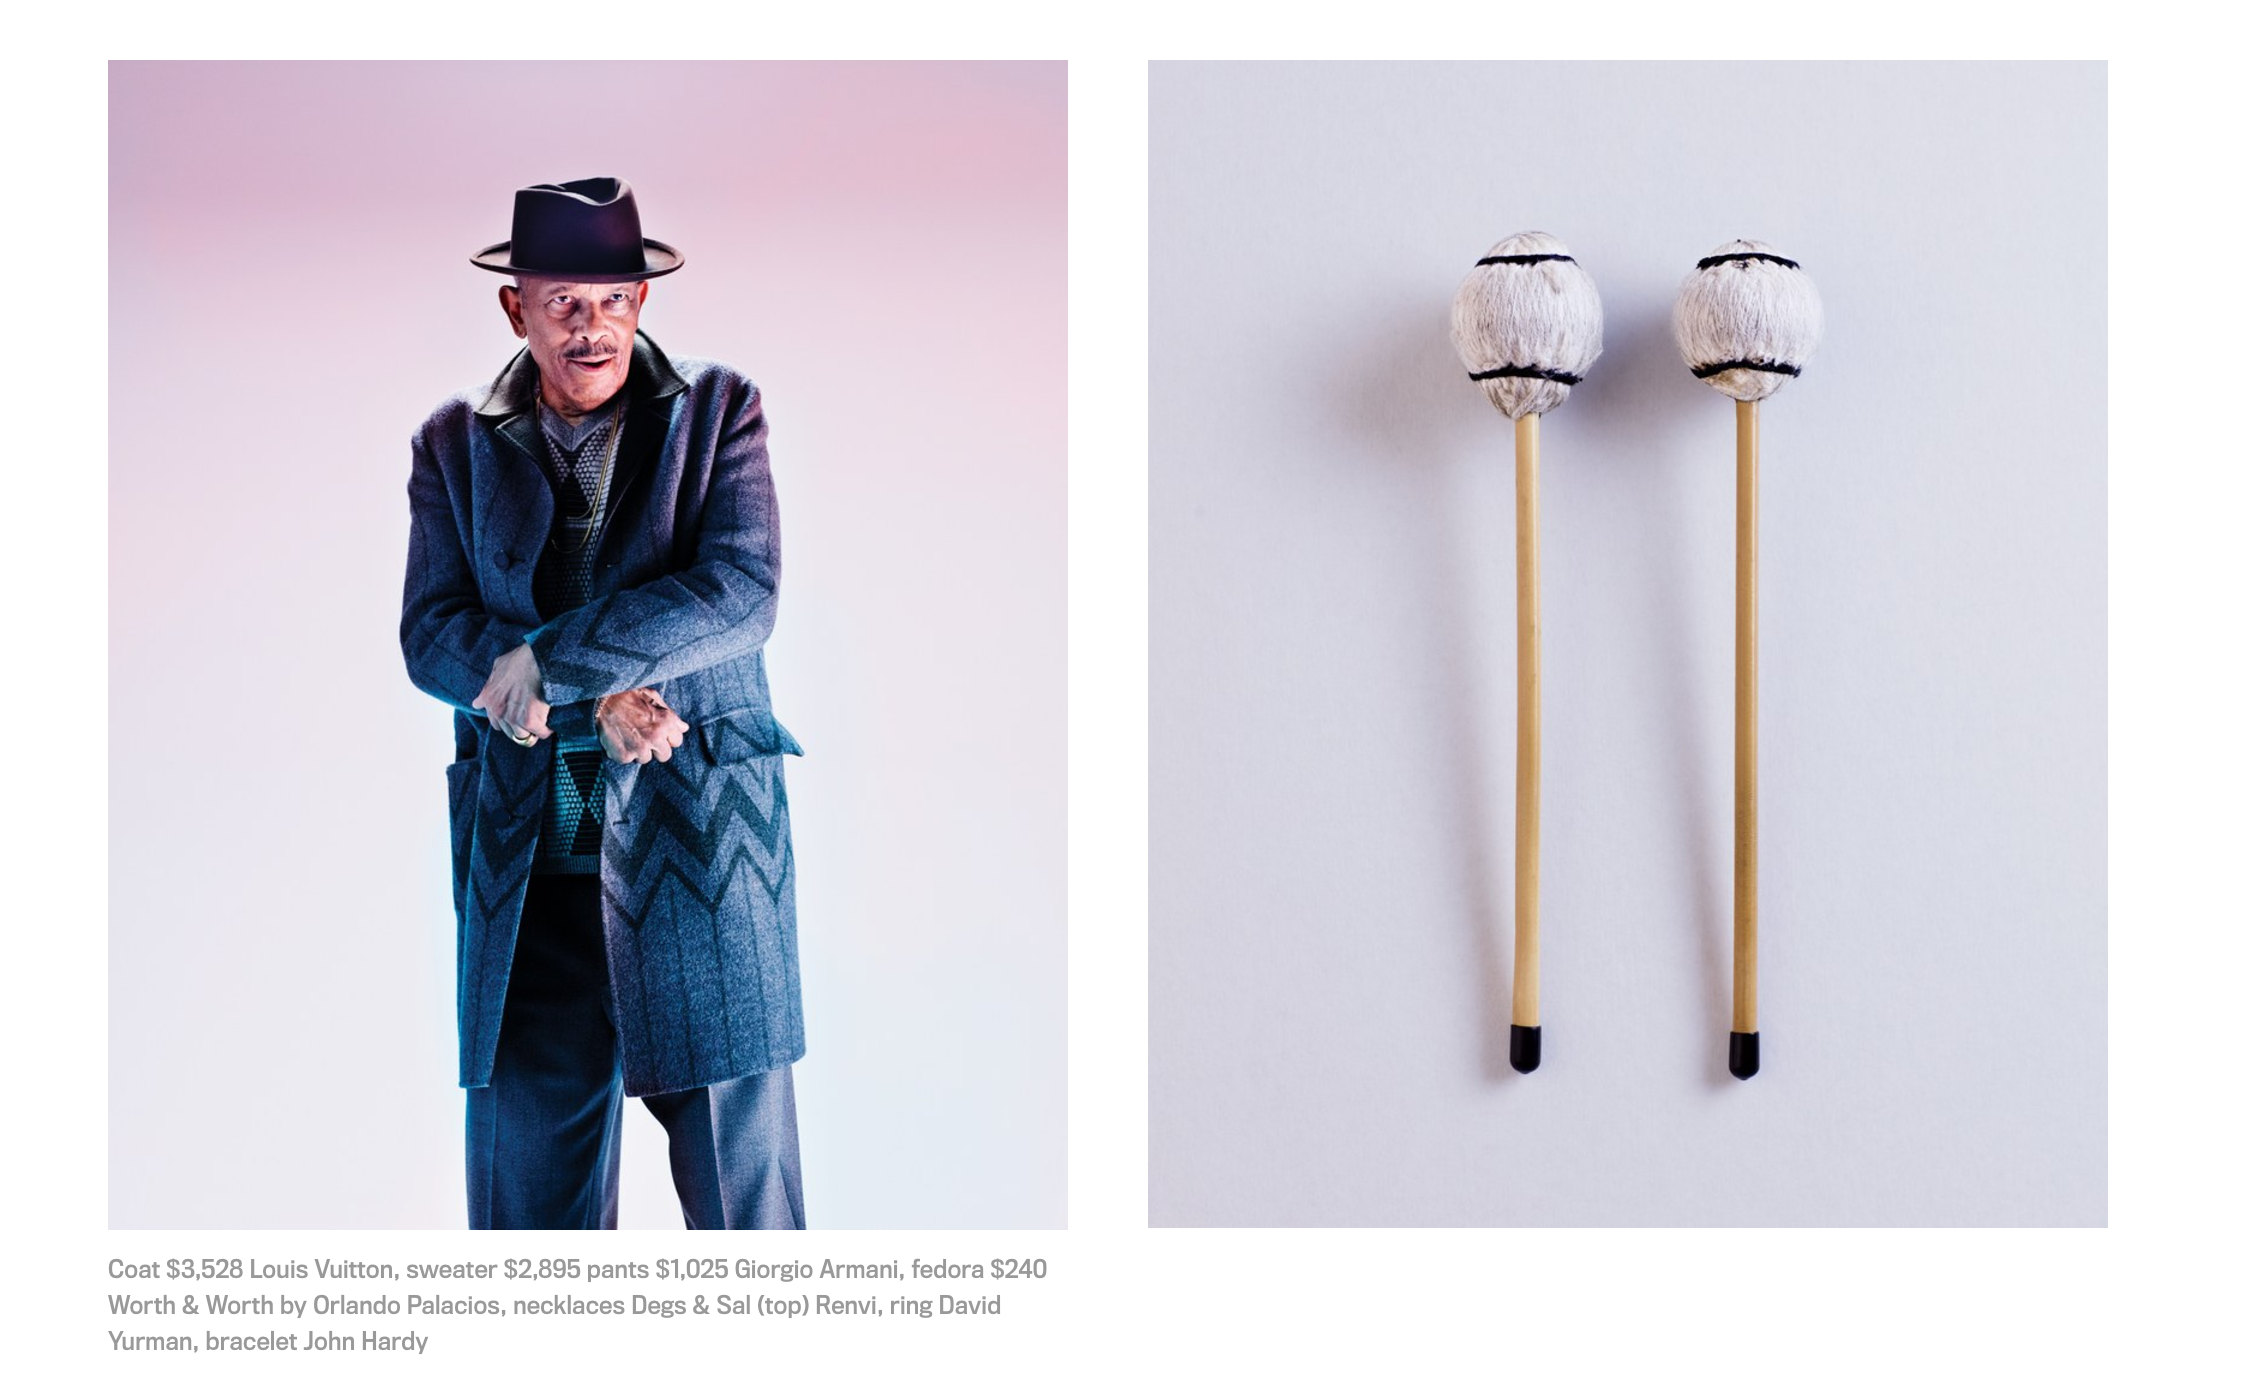 Coat $3,528 Louis Vuitton, sweater $2,895 pants $1,025 Giorgio Armani, fedora $240
Worth & Worth by Orlando Palacios, necklaces Degs & Sal (top) Renvi, ring David
Yurman, bracelet John Hardy